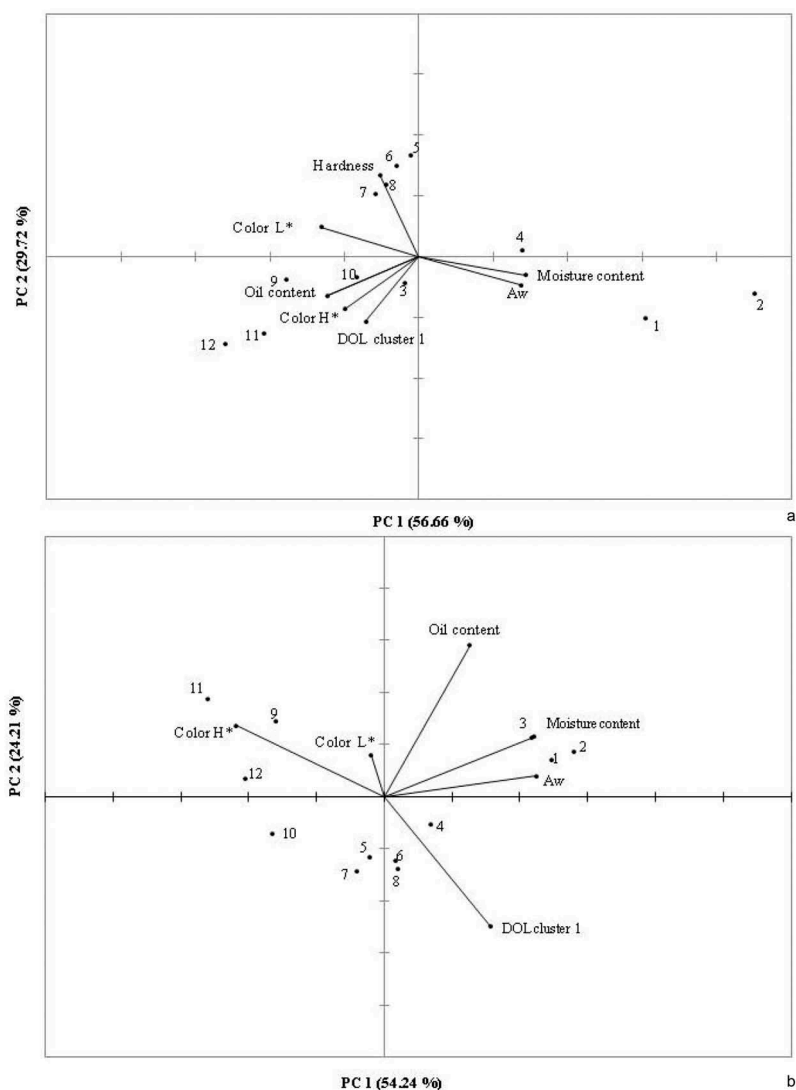 5
6
Hardness
8
7
Color L*
4
PC 2 (29.72 %)
10
9
3
Moisture content
Oil content
Aw
2
Color H*
1
DOL cluster 1
11
12
PC 1 (56.66 %)
a
Oil content
11
9
3
Moisture content
Color H*
Color L*
2
1
PC 2 (24.21 %)
12
Aw
4
10
5
6
7
8
DOL cluster 1
PC 1 (54.24 %)
b